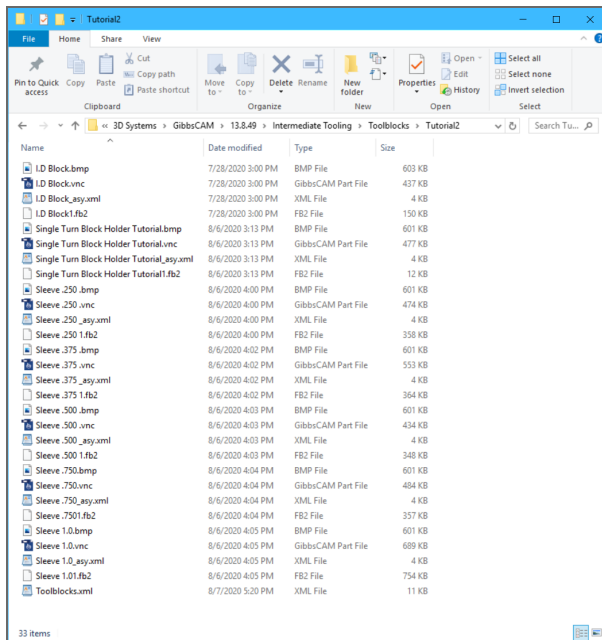 Tutorial2
File Home Share View
Pin to Quick access
Copy
Paste
Cut
Copy path
Paste shortcut
Clipboard
Move to
Copy to
Delete
Rename
Organize
New folder
New
Properties
Open
Edit
History
Open
Select all
Select none
Invert selection
Select
« 3D Systems > GibbsCAM > 13.8.49 > Intermediate Tooling > Toolblocks > Tutorial2
Search Tu...
Name Date modified Type Size
I.D Block.bmp 7/28/2020 3:00 PM BMP File 603 KB
I.D Block.vnc 7/28/2020 3:00 PM GibbsCAM Part File 437 KB
I.D Block_asy.xml 7/28/2020 3:00 PM XML File 4 KB
I.D Block1.fb2 7/28/2020 3:00 PM FB2 File 150 KB
Single Turn Block Holder Tutorial.bmp 8/6/2020 3:13 PM BMP File 601 KB
Single Turn Block Holder Tutorial.vnc 8/6/2020 3:13 PM GibbsCAM Part File 477 KB
Single Turn Block Holder Tutorial_asy.xml 8/6/2020 3:13 PM XML File 4 KB
Single Turn Block Holder Tutorial1.fb2 8/6/2020 3:13 PM FB2 File 12 KB
Sleeve .250 .bmp 8/6/2020 4:00 PM BMP File 601 KB
Sleeve .250 .vnc 8/6/2020 4:00 PM GibbsCAM Part File 474 KB
Sleeve .250 _asy.xml 8/6/2020 4:00 PM XML File 4 KB
Sleeve .250 1.fb2 8/6/2020 4:00 PM FB2 File 358 KB
Sleeve .375 .bmp 8/6/2020 4:02 PM BMP File 601 KB
Sleeve .375 .vnc 8/6/2020 4:02 PM GibbsCAM Part File 553 KB
Sleeve .375 _asy.xml 8/6/2020 4:02 PM XML File 4 KB
Sleeve .375 1.fb2 8/6/2020 4:02 PM FB2 File 364 KB
Sleeve .500 .bmp 8/6/2020 4:03 PM BMP File 601 KB
Sleeve .500 .vnc 8/6/2020 4:03 PM GibbsCAM Part File 434 KB
Sleeve .500 _asy.xml 8/6/2020 4:03 PM XML File 4 KB
Sleeve .500 1.fb2 8/6/2020 4:03 PM FB2 File 348 KB
Sleeve .750.bmp 8/6/2020 4:04 PM BMP File 601 KB
Sleeve .750.vnc 8/6/2020 4:04 PM GibbsCAM Part File 484 KB
Sleeve .750_asy.xml 8/6/2020 4:04 PM XML File 4 KB
Sleeve .7501.fb2 8/6/2020 4:04 PM FB2 File 357 KB
Sleeve 1.0.bmp 8/6/2020 4:05 PM BMP File 601 KB
Sleeve 1.0.vnc 8/6/2020 4:05 PM GibbsCAM Part File 689 KB
Sleeve 1.0_asy.xml 8/6/2020 4:05 PM XML File 4 KB
Sleeve 1.01.fb2 8/6/2020 4:05 PM FB2 File 754 KB
Toolblocks.xml 8/7/2020 5:20 PM XML File 11 KB
33 items